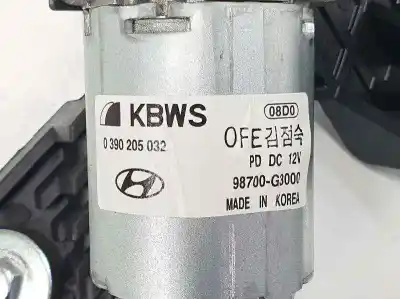 KBWS
08D0
0 390 205 032
OFE김점숙
PD DC 12V
98700-G3000
MADE IN KOREA